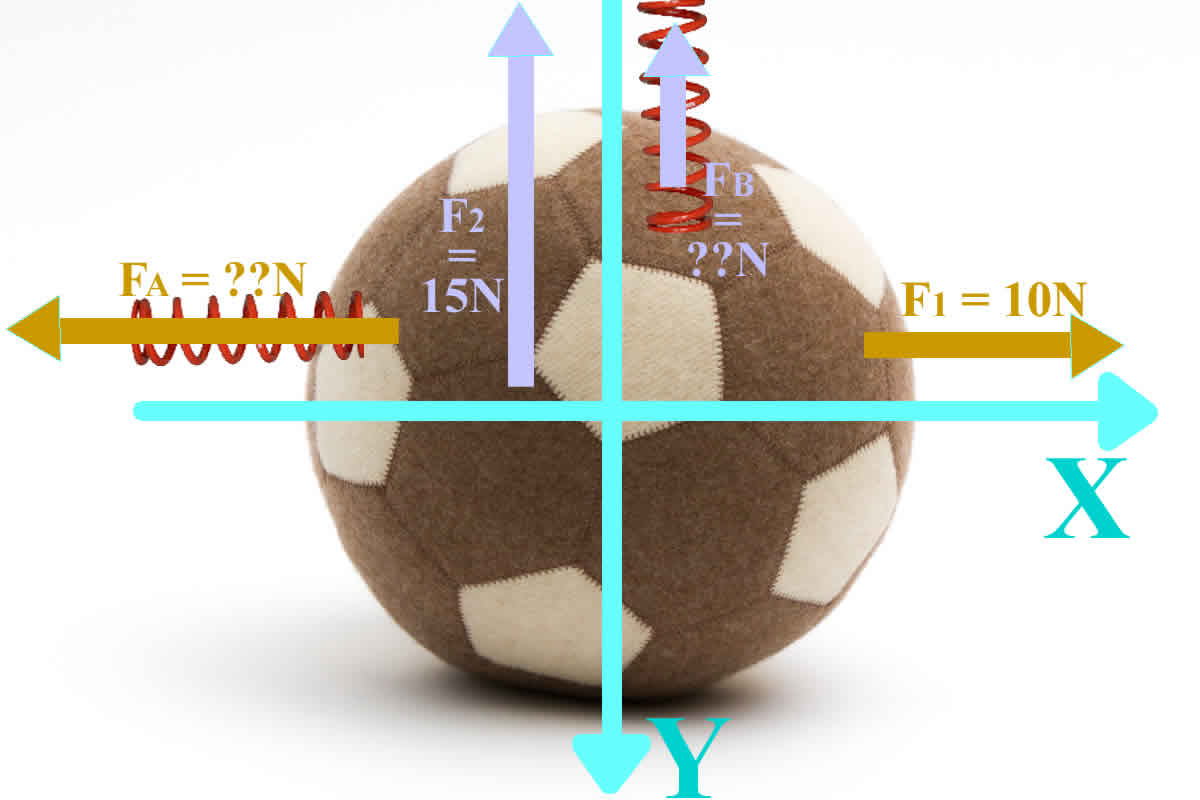 F2
=
15N
FB
=
??N
FA = ??N
F1 = 10N
X
Y